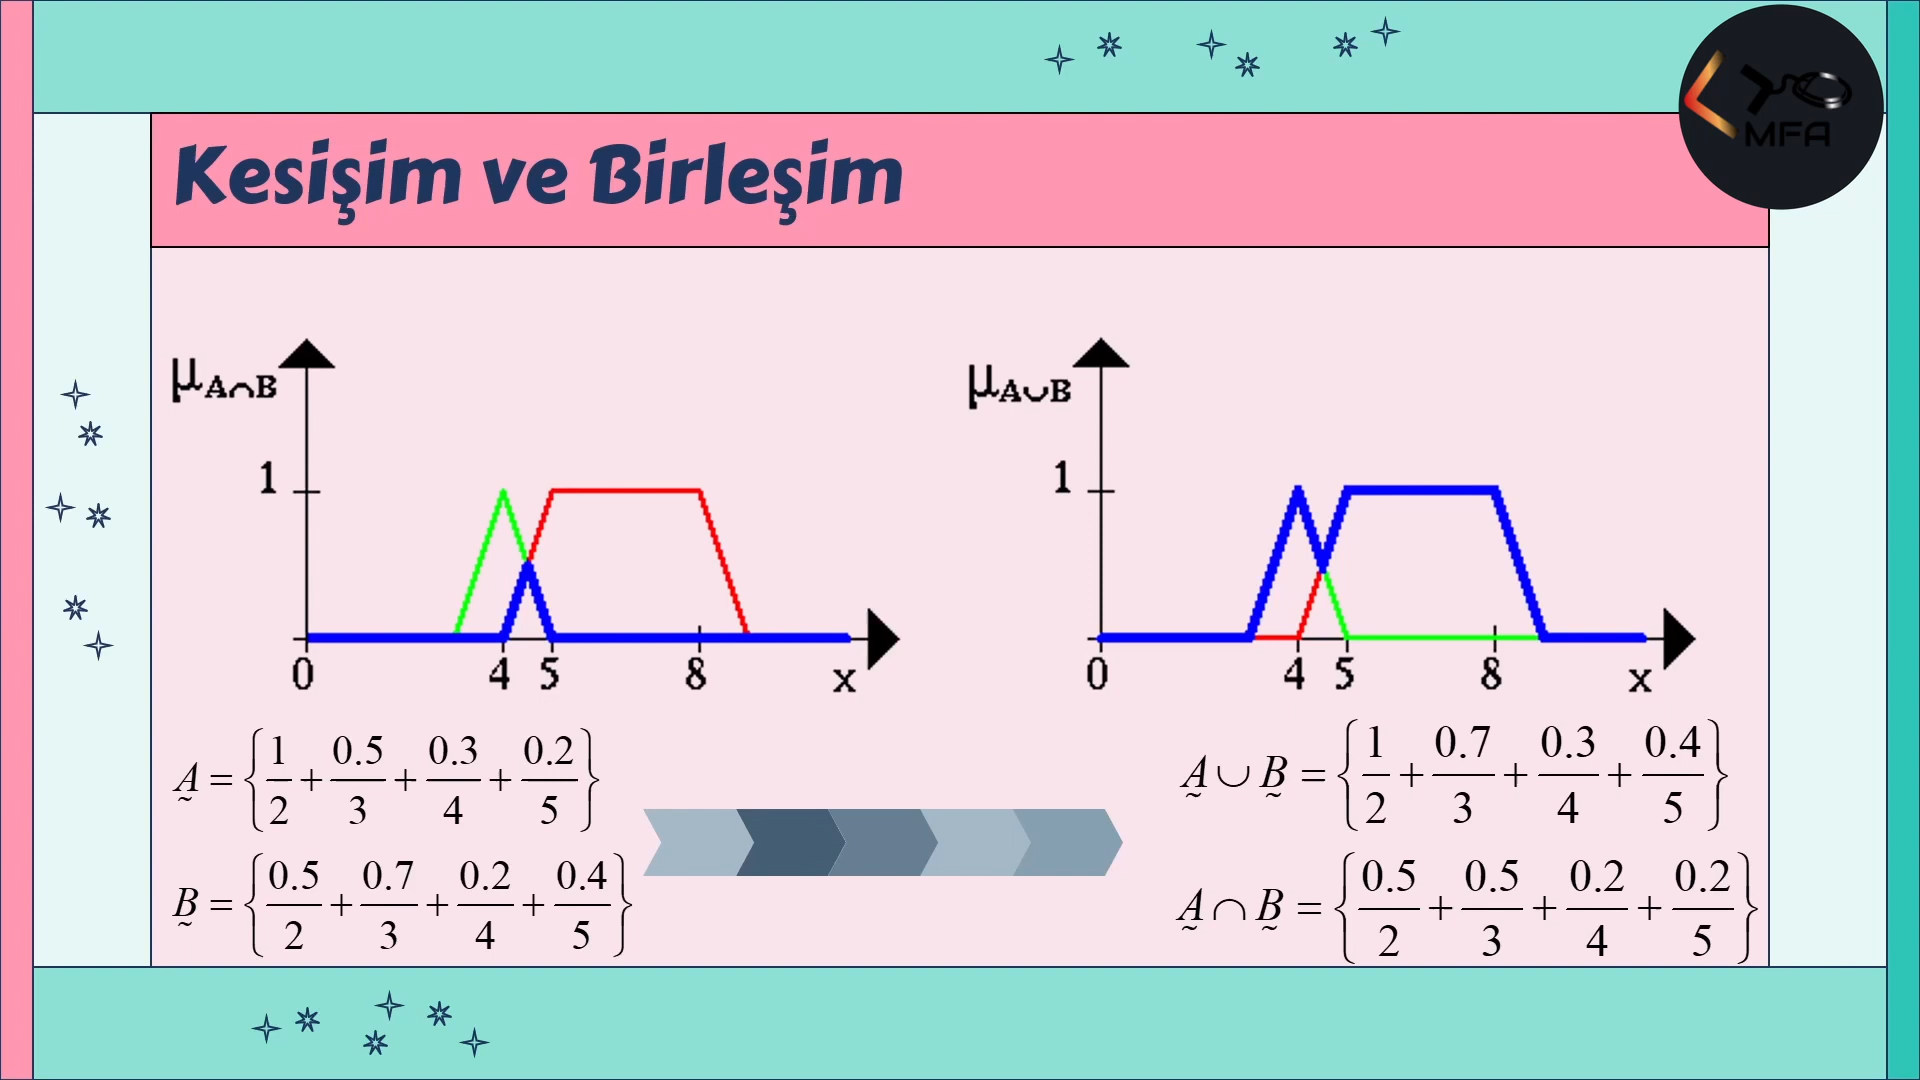 MFA
Kesişim ve Birleşim
μA∩B
1
0 4 5 8 x
μA∪B
1
0 4 5 8 x
A = {1/2 + 0.5/3 + 0.3/4 + 0.2/5}
B = {0.5/2 + 0.7/3 + 0.2/4 + 0.4/5}
A ∪ B = {1/2 + 0.7/3 + 0.3/4 + 0.4/5}
A ∩ B = {0.5/2 + 0.5/3 + 0.2/4 + 0.2/5}